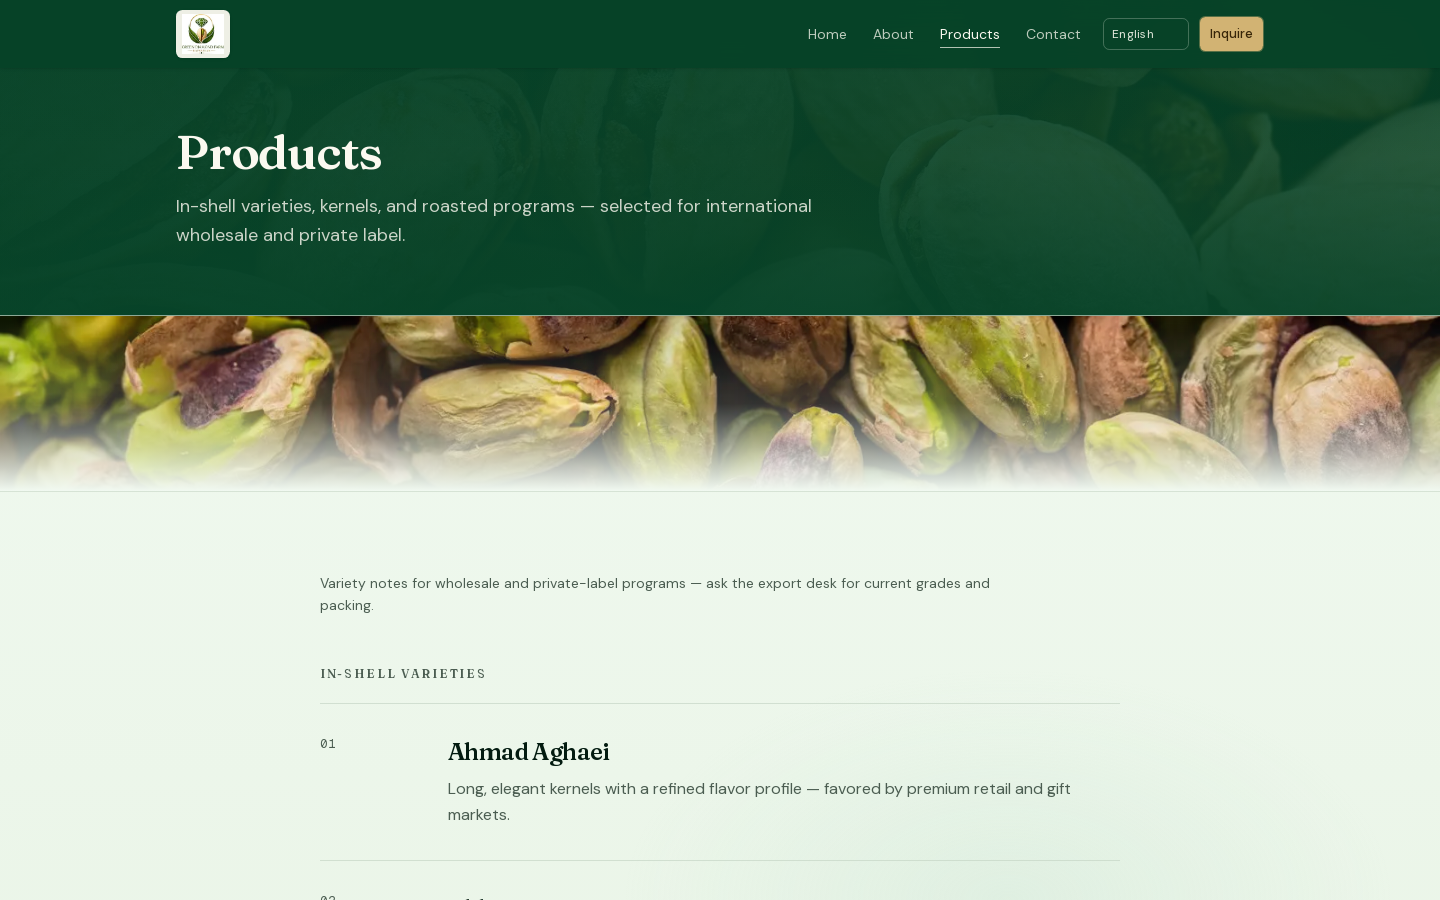 Home
About
Products
Contact
English
Inquire
Products
In-shell varieties, kernels, and roasted programs — selected for international
wholesale and private label.
Variety notes for wholesale and private-label programs — ask the export desk for current grades and
packing.
IN-SHELL VARIETIES
01
Ahmad Aghaei
Long, elegant kernels with a refined flavor profile — favored by premium retail and gift
markets.